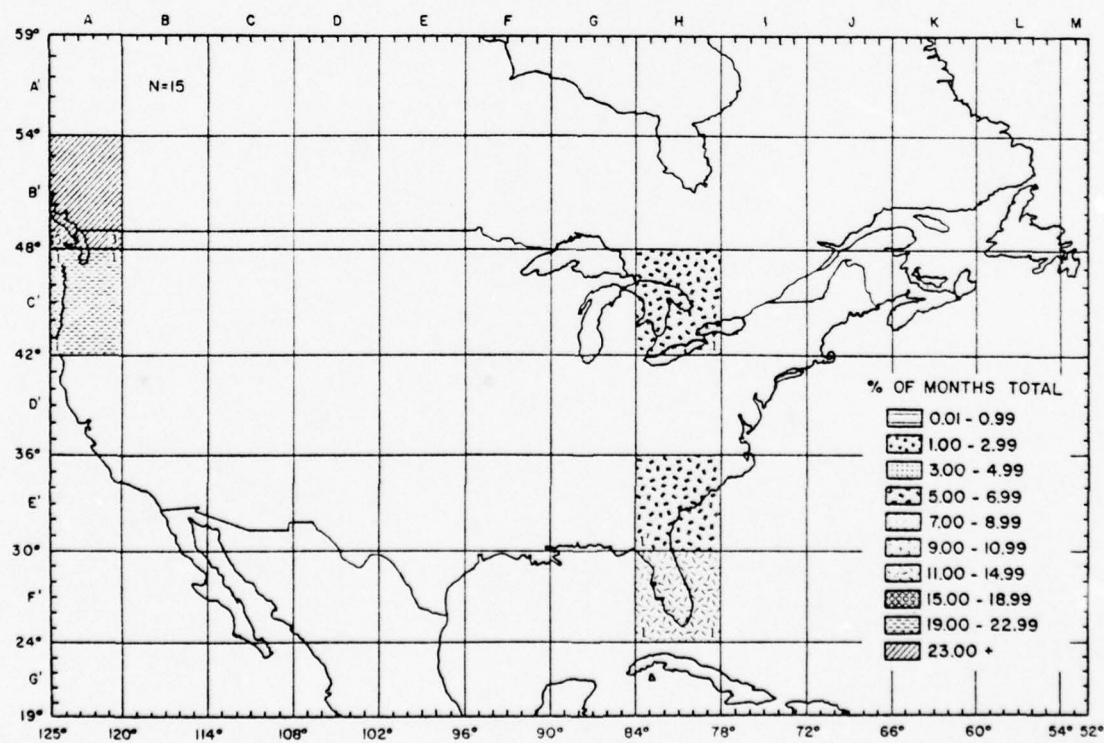 A B C D E F G H I J K L M
59°
A'
N=15
54°
B'
48°
C'
42°
% OF MONTHS TOTAL
D'
0.01 - 0.99
1.00 - 2.99
36°
3.00 - 4.99
5.00 - 6.99
E'
7.00 - 8.99
30°
9.00 - 10.99
11.00 - 14.99
F'
15.00 - 18.99
19.00 - 22.99
24°
23.00 +
G'
19°
125° 120° 114° 108° 102° 96° 90° 84° 78° 72° 66° 60° 54° 52°